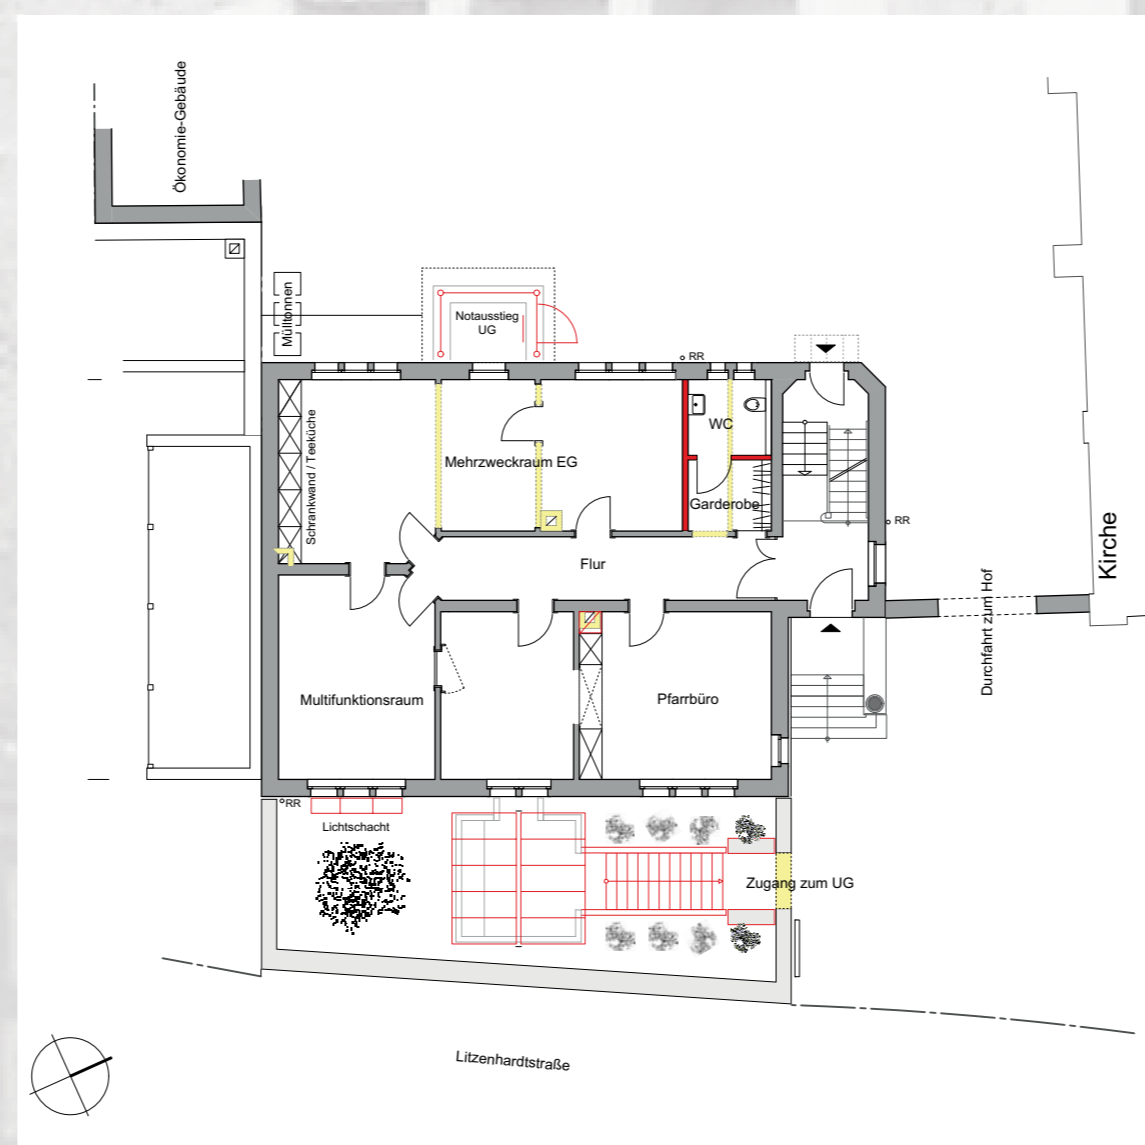 Ökonomie-Gebäude
Mülltonnen
Notausstieg
UG
RR
Schrankwand / Teeküche
WC
Mehrzweckraum EG
Garderobe
RR
Kirche
Flur
Durchfahrt zum Hof
Multifunktionsraum
Pfarrbüro
RR
Lichtschacht
Zugang zum UG
Litzenhardtstraße